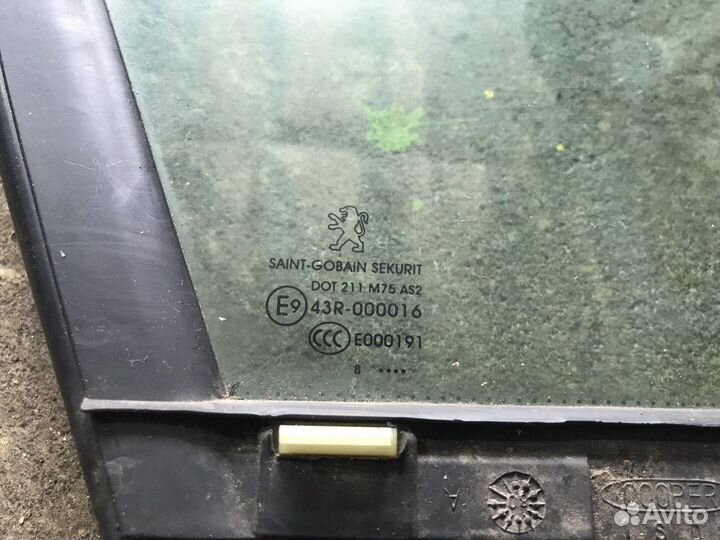 SAINT-GOBAIN SEKURIT
DOT 211 M75 AS2
E9 43R-000016
CCC E000191
8 ....
A
COOPER
Avito